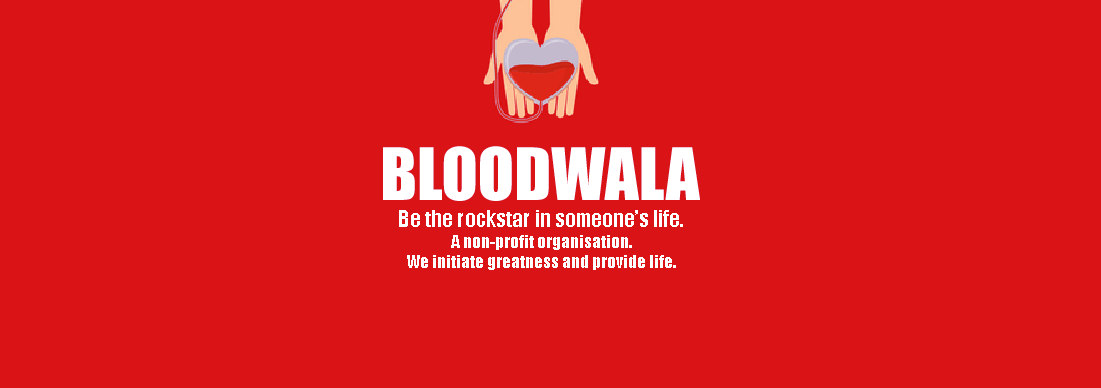 BLOODWALA
Be the rockstar in someone's life.
A non-profit organisation.
We initiate greatness and provide life.